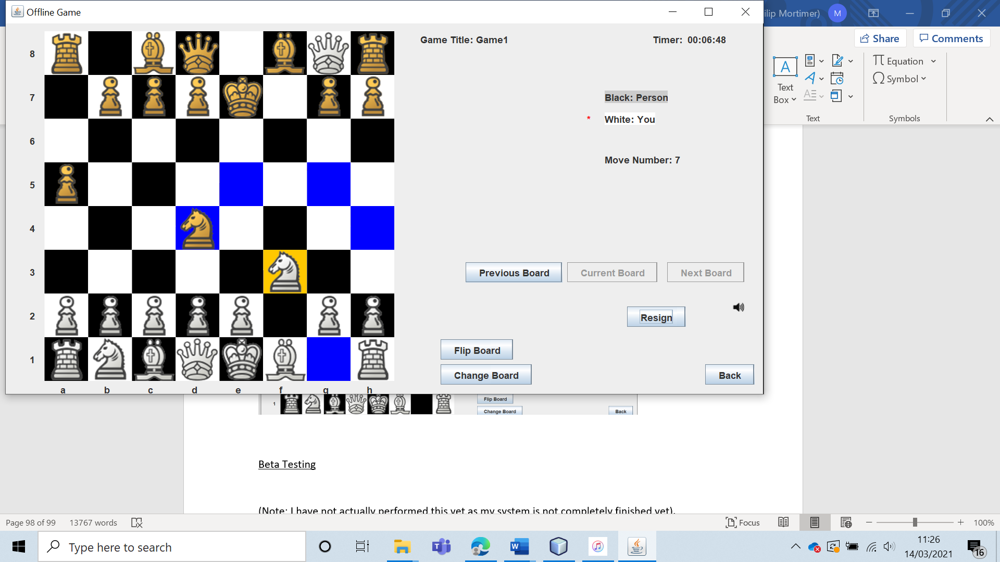 Offline Game
ilip Mortimer)
M
Share
Comments
Game Title: Game1
Timer: 00:06:48
8
7
6
5
4
3
2
1
a b c d e f g h
Black: Person
* White: You
Move Number: 7
Previous Board
Current Board
Next Board
Resign
Flip Board
Change Board
Back
A
Text
Box
A
Equation
Symbol
Text
Symbols
1
Flip Board
Change Board
Back
Beta Testing
(Note: I have not actually performed this yet as my system is not completely finished yet).
Page 98 of 99
13767 words
Focus
100%
Type here to search
T
W
11:26
14/03/2021
16